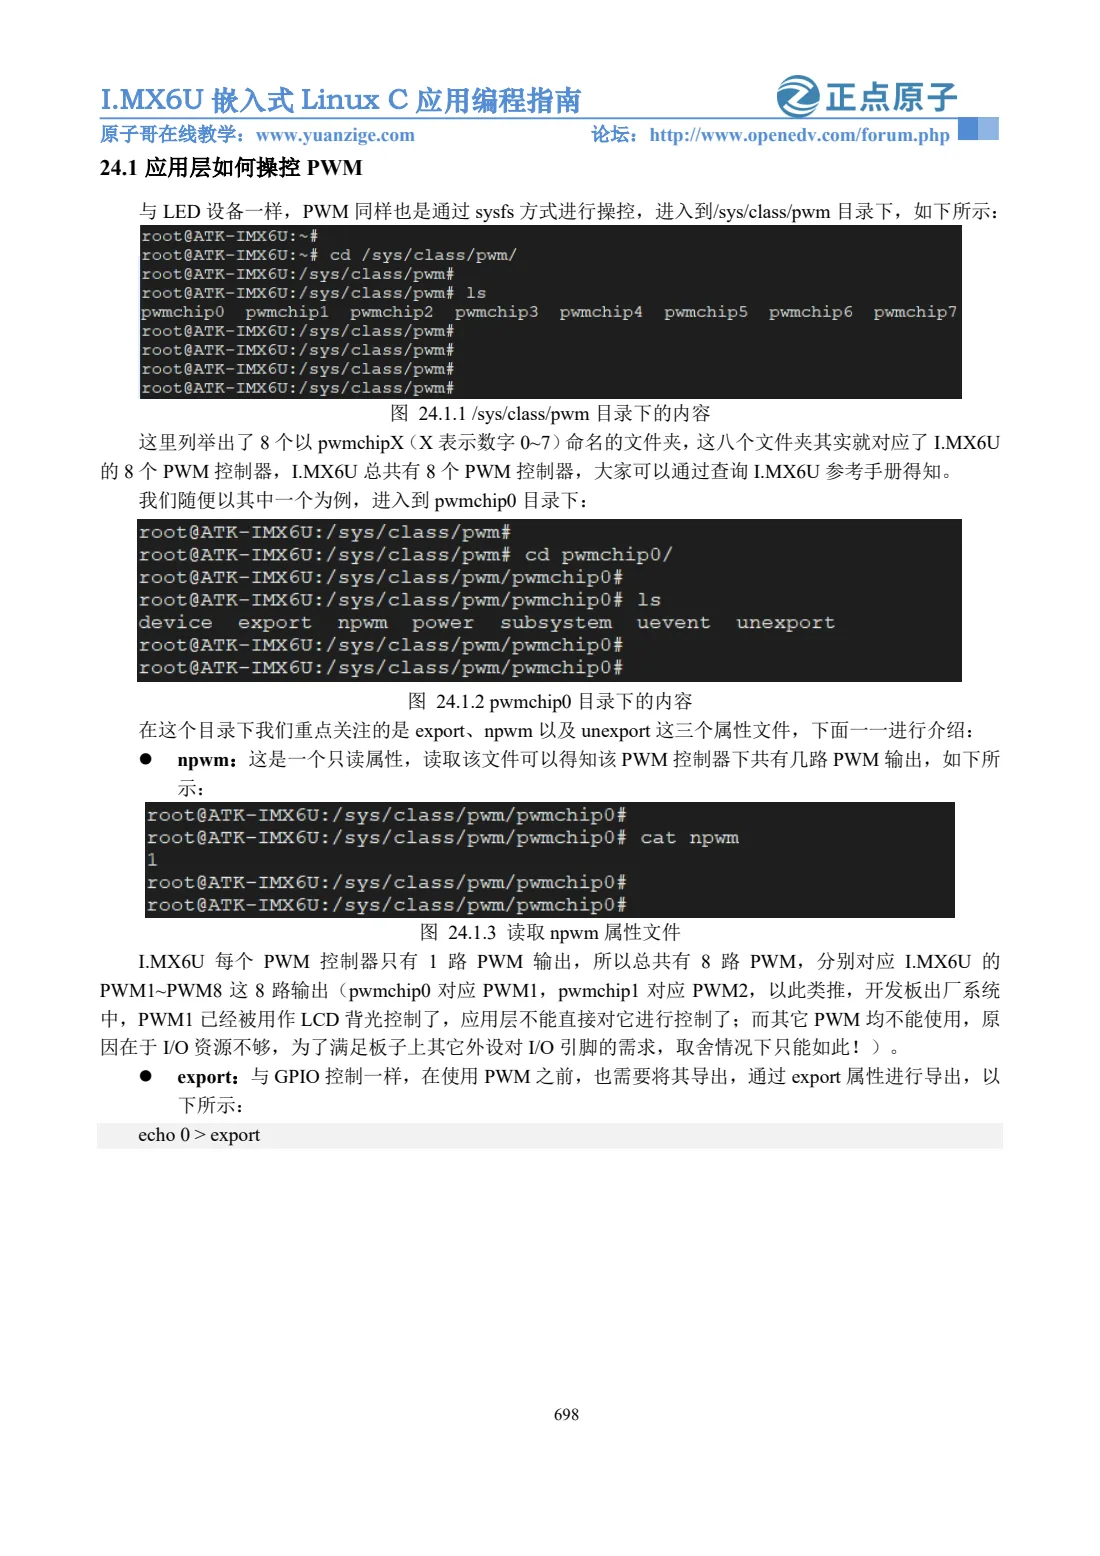 I.MX6U 嵌入式 Linux C 应用编程指南
正点原子
原子哥在线教学：www.yuanzige.com 论坛：http://www.openedv.com/forum.php
24.1 应用层如何操控 PWM
与 LED 设备一样，PWM 同样也是通过 sysfs 方式进行操控，进入到/sys/class/pwm 目录下，如下所示：
root@ATK-IMX6U:~#
root@ATK-IMX6U:~# cd /sys/class/pwm/
root@ATK-IMX6U:/sys/class/pwm#
root@ATK-IMX6U:/sys/class/pwm# ls
pwmchip0 pwmchip1 pwmchip2 pwmchip3 pwmchip4 pwmchip5 pwmchip6 pwmchip7
root@ATK-IMX6U:/sys/class/pwm#
root@ATK-IMX6U:/sys/class/pwm#
root@ATK-IMX6U:/sys/class/pwm#
root@ATK-IMX6U:/sys/class/pwm#
图 24.1.1 /sys/class/pwm 目录下的内容
这里列举出了 8 个以 pwmchipX（X 表示数字 0~7）命名的文件夹，这八个文件夹其实就对应了 I.MX6U
的 8 个 PWM 控制器，I.MX6U 总共有 8 个 PWM 控制器，大家可以通过查询 I.MX6U 参考手册得知。
我们随便以其中一个为例，进入到 pwmchip0 目录下：
root@ATK-IMX6U:/sys/class/pwm#
root@ATK-IMX6U:/sys/class/pwm# cd pwmchip0/
root@ATK-IMX6U:/sys/class/pwm/pwmchip0#
root@ATK-IMX6U:/sys/class/pwm/pwmchip0# ls
device export npwm power subsystem uevent unexport
root@ATK-IMX6U:/sys/class/pwm/pwmchip0#
root@ATK-IMX6U:/sys/class/pwm/pwmchip0#
图 24.1.2 pwmchip0 目录下的内容
在这个目录下我们重点关注的是 export、npwm 以及 unexport 这三个属性文件，下面一一进行介绍：
● npwm：这是一个只读属性，读取该文件可以得知该 PWM 控制器下共有几路 PWM 输出，如下所
示：
root@ATK-IMX6U:/sys/class/pwm/pwmchip0#
root@ATK-IMX6U:/sys/class/pwm/pwmchip0# cat npwm
1
root@ATK-IMX6U:/sys/class/pwm/pwmchip0#
root@ATK-IMX6U:/sys/class/pwm/pwmchip0#
图 24.1.3 读取 npwm 属性文件
I.MX6U 每个 PWM 控制器只有 1 路 PWM 输出，所以总共有 8 路 PWM，分别对应 I.MX6U 的
PWM1~PWM8 这 8 路输出（pwmchip0 对应 PWM1，pwmchip1 对应 PWM2，以此类推，开发板出厂系统
中，PWM1 已经被用作 LCD 背光控制了，应用层不能直接对它进行控制了；而其它 PWM 均不能使用，原
因在于 I/O 资源不够，为了满足板子上其它外设对 I/O 引脚的需求，取舍情况下只能如此！）。
● export：与 GPIO 控制一样，在使用 PWM 之前，也需要将其导出，通过 export 属性进行导出，以
下所示：
echo 0 > export
698